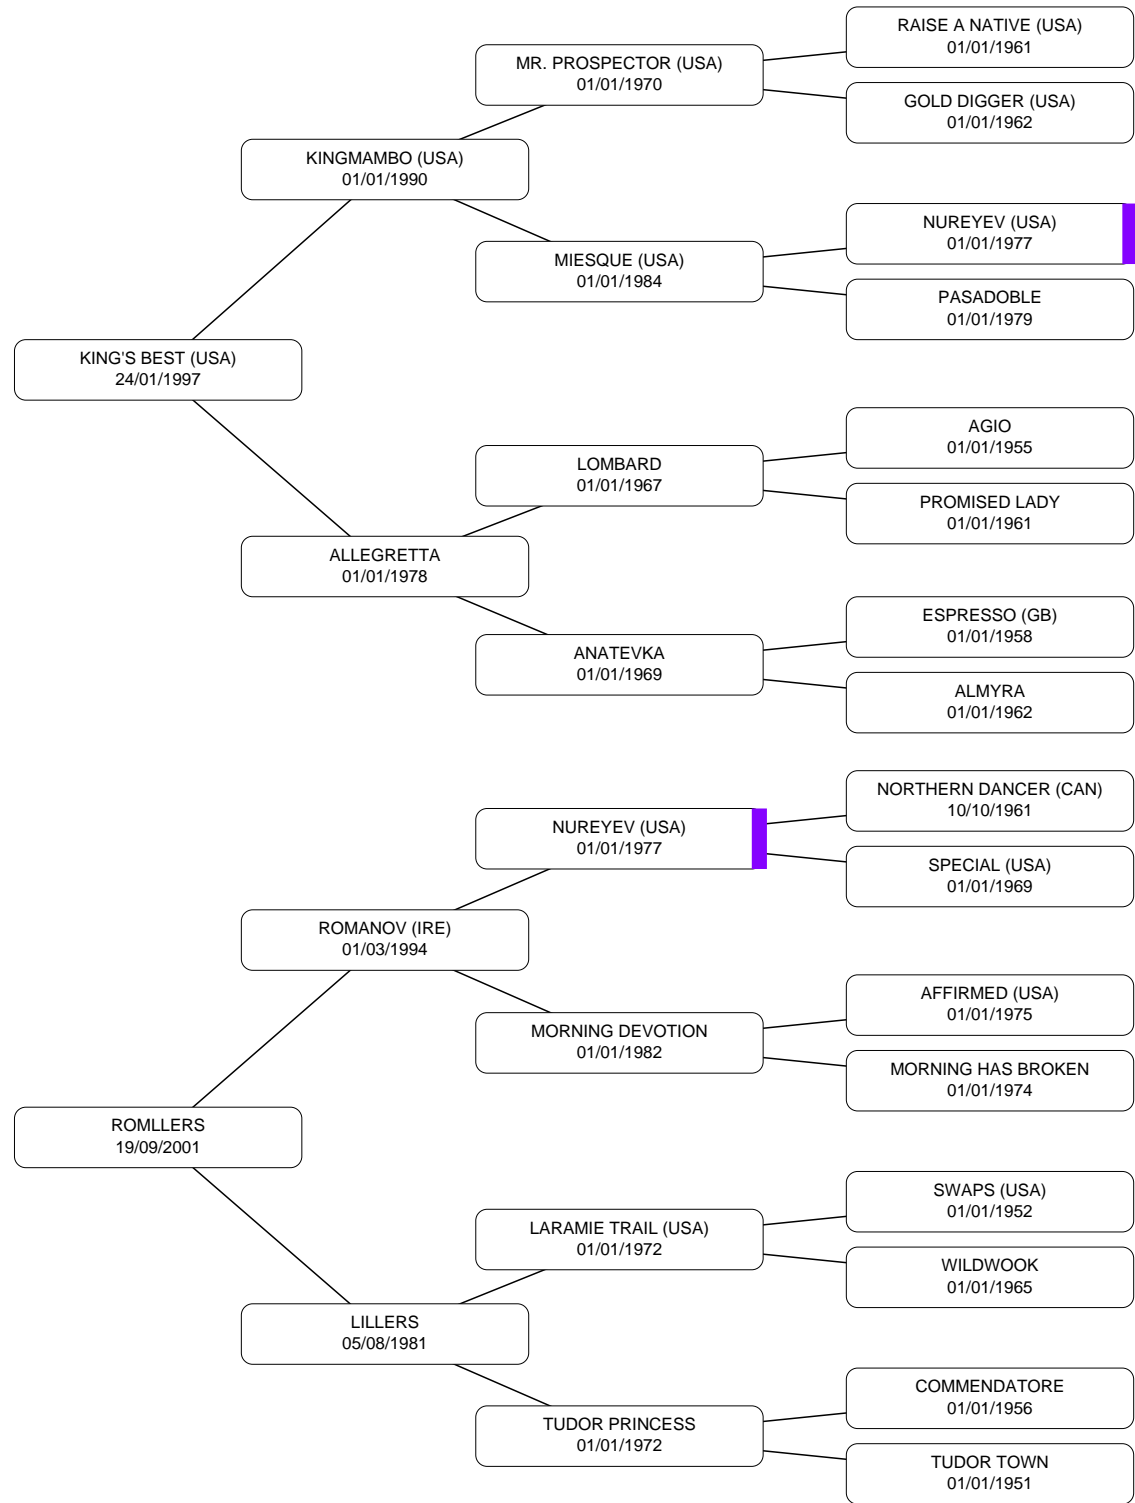 RAISE A NATIVE (USA)
01/01/1961
MR. PROSPECTOR (USA)
01/01/1970
GOLD DIGGER (USA)
01/01/1962
KINGMAMBO (USA)
01/01/1990
NUREYEV (USA)
01/01/1977
MIESQUE (USA)
01/01/1984
PASADOBLE
01/01/1979
KING'S BEST (USA)
24/01/1997
AGIO
01/01/1955
LOMBARD
01/01/1967
PROMISED LADY
01/01/1961
ALLEGRETTA
01/01/1978
ESPRESSO (GB)
01/01/1958
ANATEVKA
01/01/1969
ALMYRA
01/01/1962
NORTHERN DANCER (CAN)
10/10/1961
NUREYEV (USA)
01/01/1977
SPECIAL (USA)
01/01/1969
ROMANOV (IRE)
01/03/1994
AFFIRMED (USA)
01/01/1975
MORNING DEVOTION
01/01/1982
MORNING HAS BROKEN
01/01/1974
ROMLLERS
19/09/2001
SWAPS (USA)
01/01/1952
LARAMIE TRAIL (USA)
01/01/1972
WILDWOOK
01/01/1965
LILLERS
05/08/1981
COMMENDATORE
01/01/1956
TUDOR PRINCESS
01/01/1972
TUDOR TOWN
01/01/1951